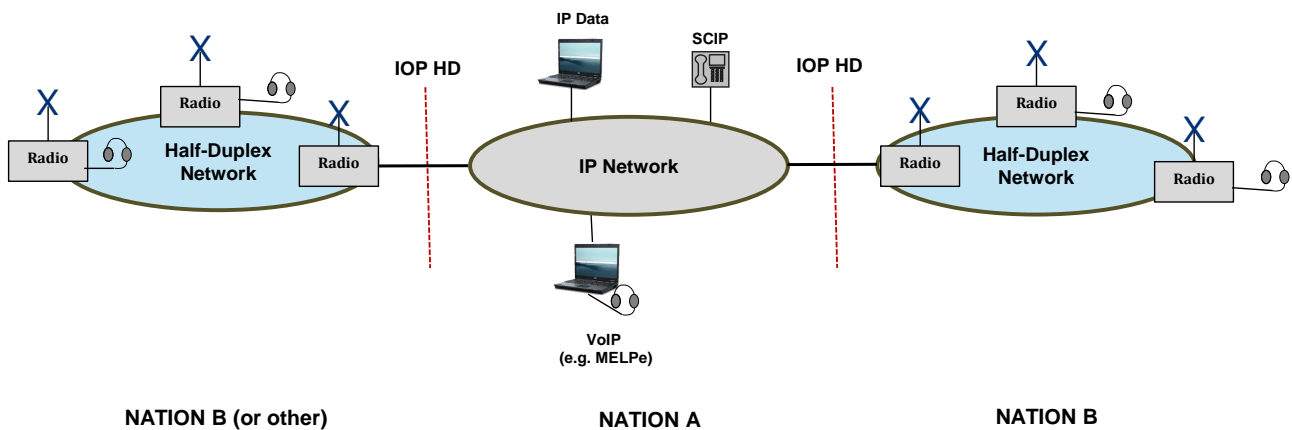 IP Data
SCIP
IOP HD
IOP HD
Radio
Radio
Radio
Half-Duplex
Network
IP Network
Radio
Radio
Radio
Half-Duplex
Network
VoIP
(e.g. MELPe)
NATION B (or other)
NATION A
NATION B